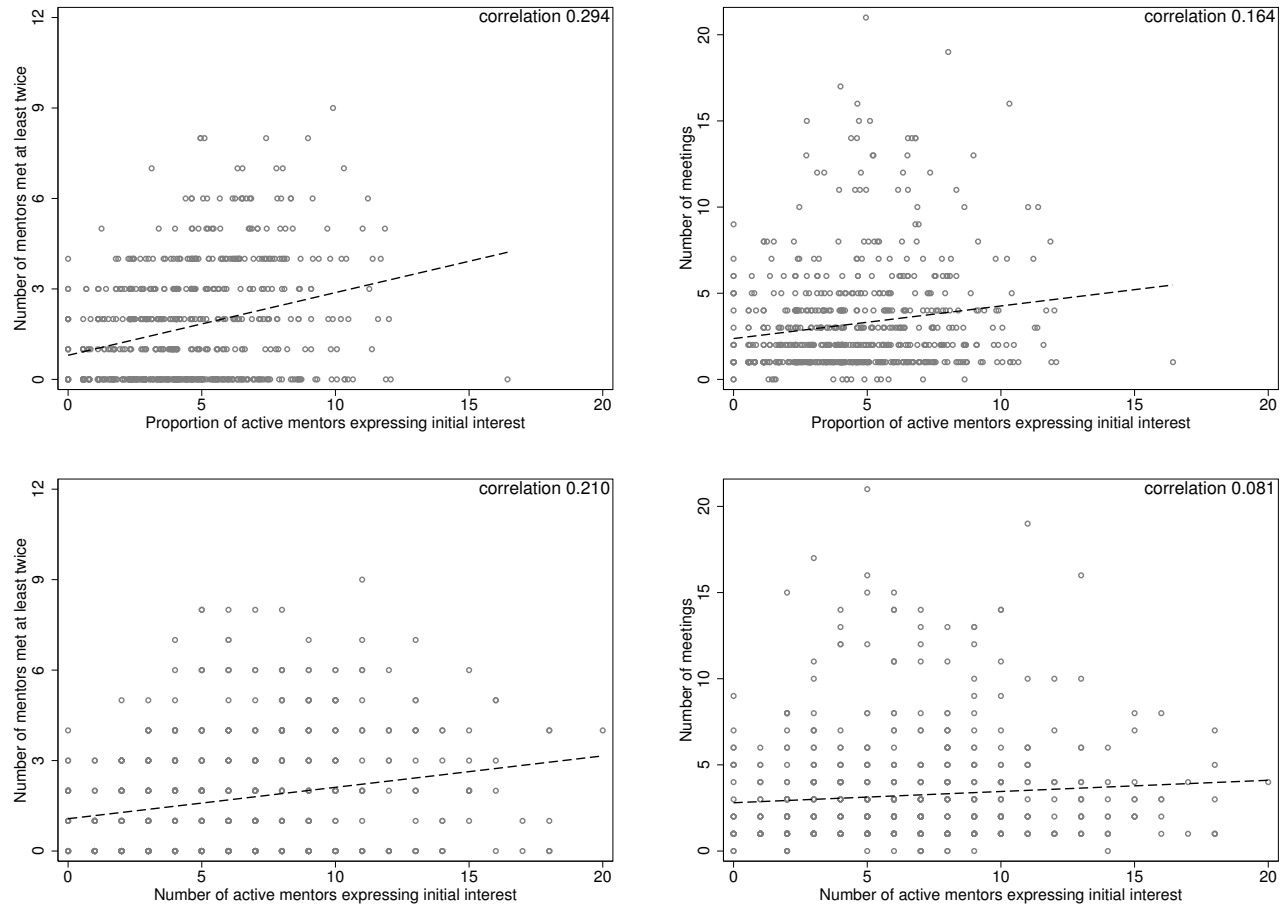 correlation 0.294
Number of mentors met at least twice
12
9
6
3
0
0 5 10 15 20
Proportion of active mentors expressing initial interest
correlation 0.164
Number of meetings
20
15
10
5
0
0 5 10 15 20
Proportion of active mentors expressing initial interest
correlation 0.210
Number of mentors met at least twice
12
9
6
3
0
0 5 10 15 20
Number of active mentors expressing initial interest
correlation 0.081
Number of meetings
20
15
10
5
0
0 5 10 15 20
Number of active mentors expressing initial interest